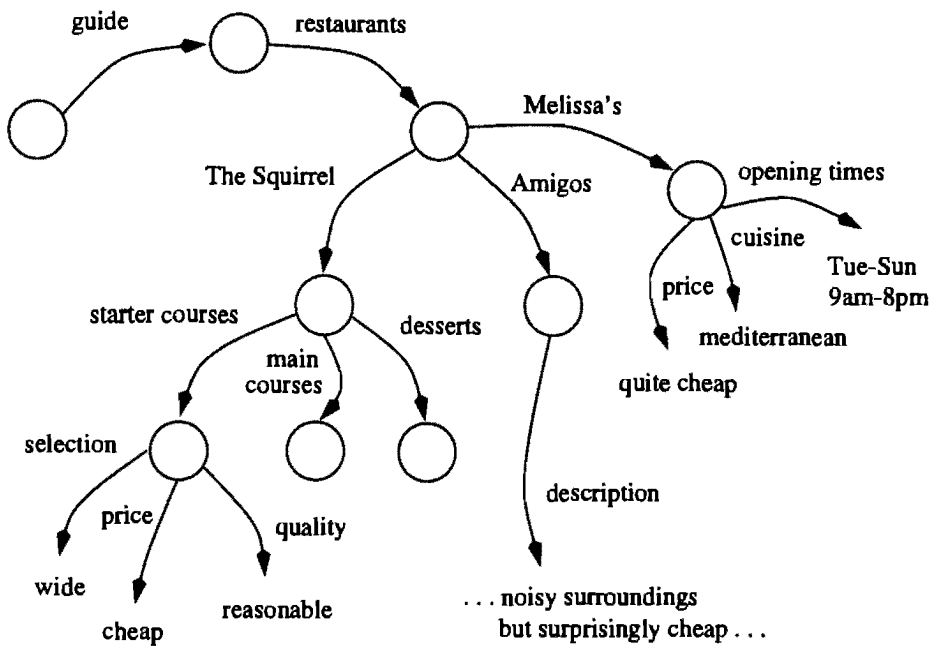 guide
restaurants
Melissa's
The Squirrel
Amigos
opening times
cuisine
Tue-Sun
9am-8pm
price
mediterranean
quite cheap
starter courses
main
courses
desserts
selection
price
quality
description
wide
cheap
reasonable
. . . noisy surroundings
but surprisingly cheap . . .